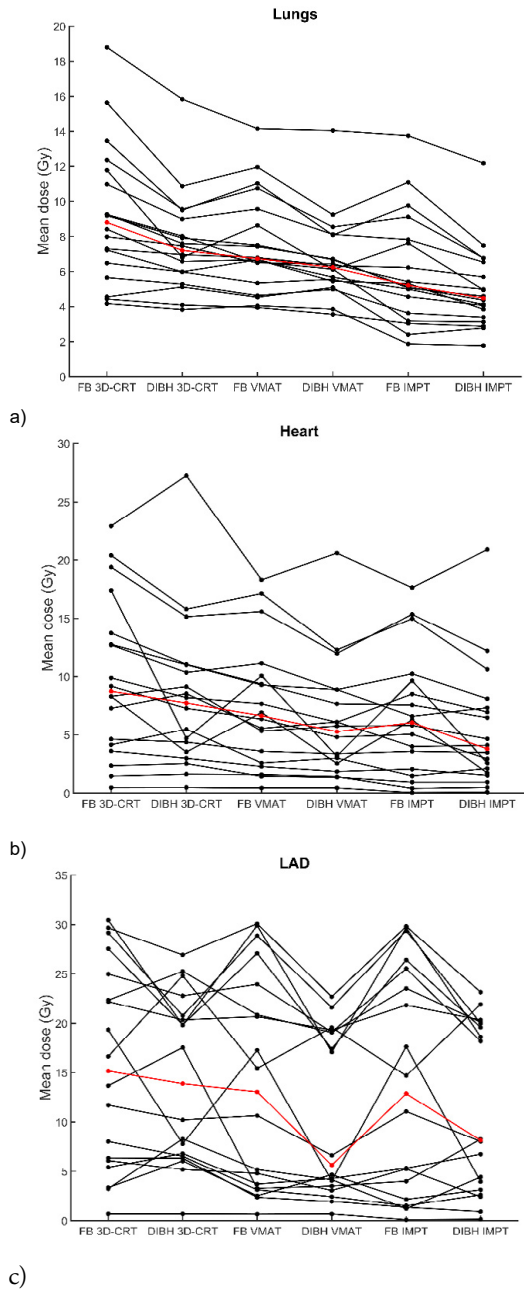 Lungs
20
18
16
14
12
10
8
6
4
2
0
Mean dose (Gy)
FB 3D-CRT DIBH 3D-CRT FB VMAT DIBH VMAT FB IMPT DIBH IMPT
a)
Heart
30
25
20
15
10
5
0
Mean cose (Gy)
FB 3D-CRT DIBH 3D-CRT FB VMAT DIBH VMAT FB IMPT DIBH IMPT
b)
LAD
35
30
25
20
15
10
5
0
Mean dose (Gy)
FB 3D-CRT DIBH 3D-CRT FB VMAT DIBH VMAT FB IMPT DIBH IMPT
c)